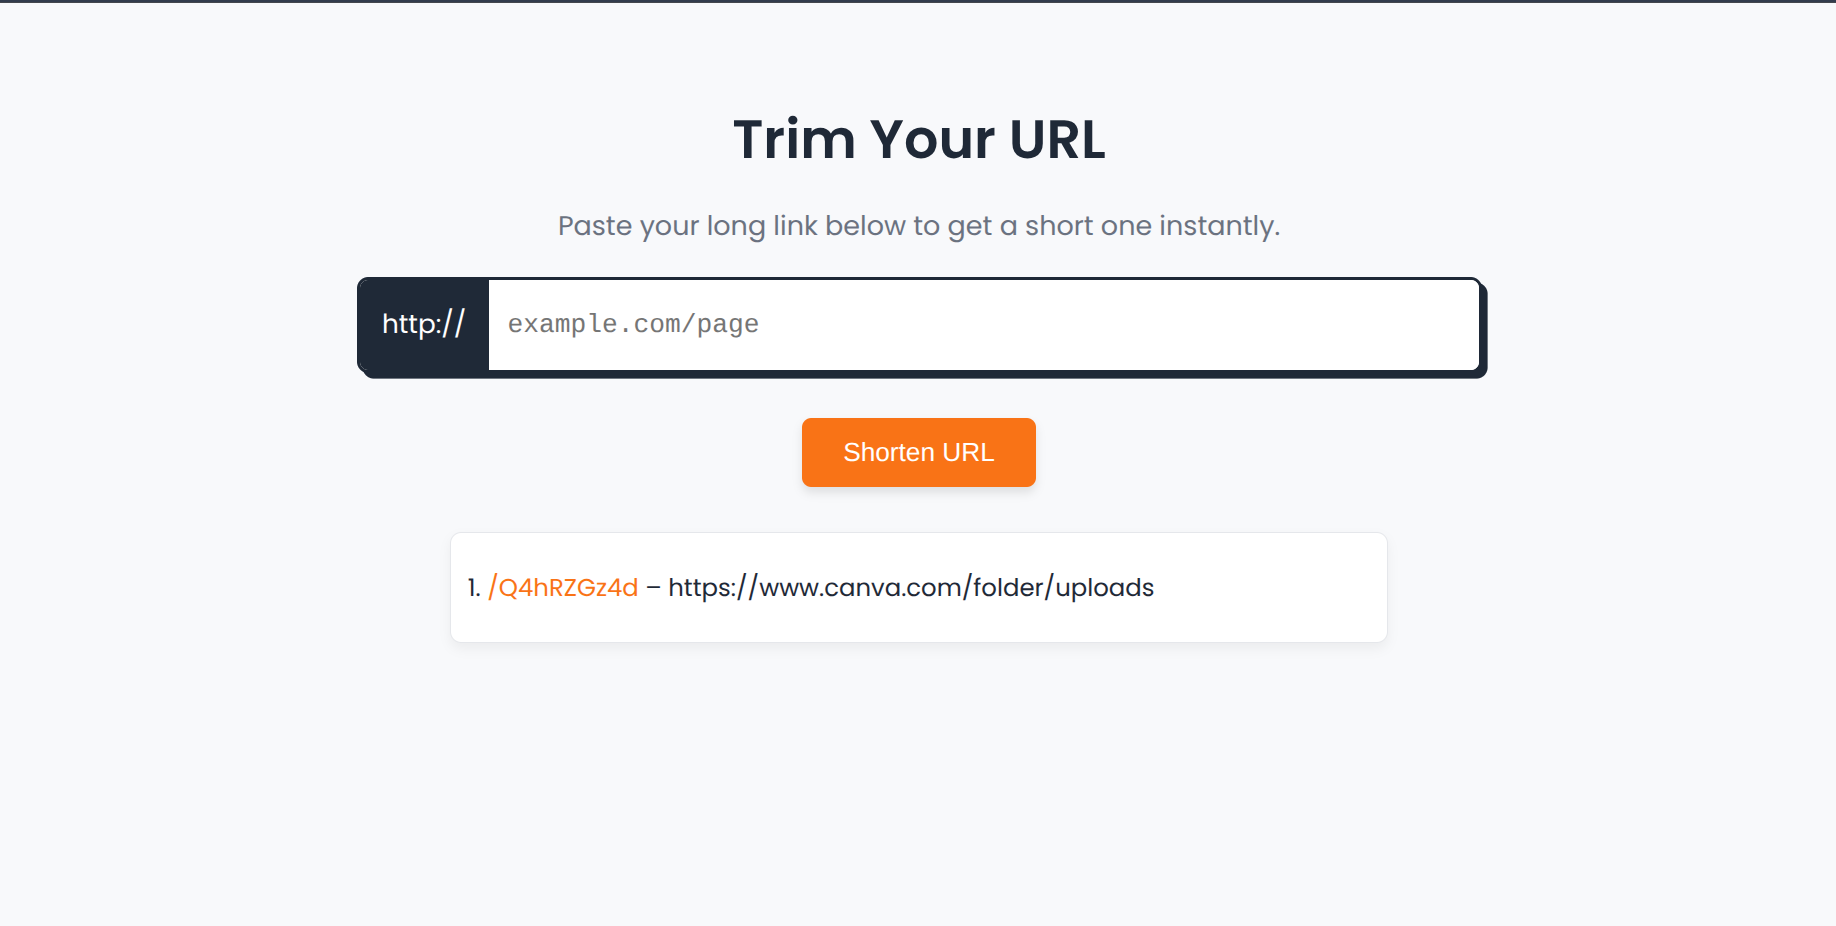 Trim Your URL
Paste your long link below to get a short one instantly.
http:// example.com/page
Shorten URL
1. /Q4hRZGz4d – https://www.canva.com/folder/uploads